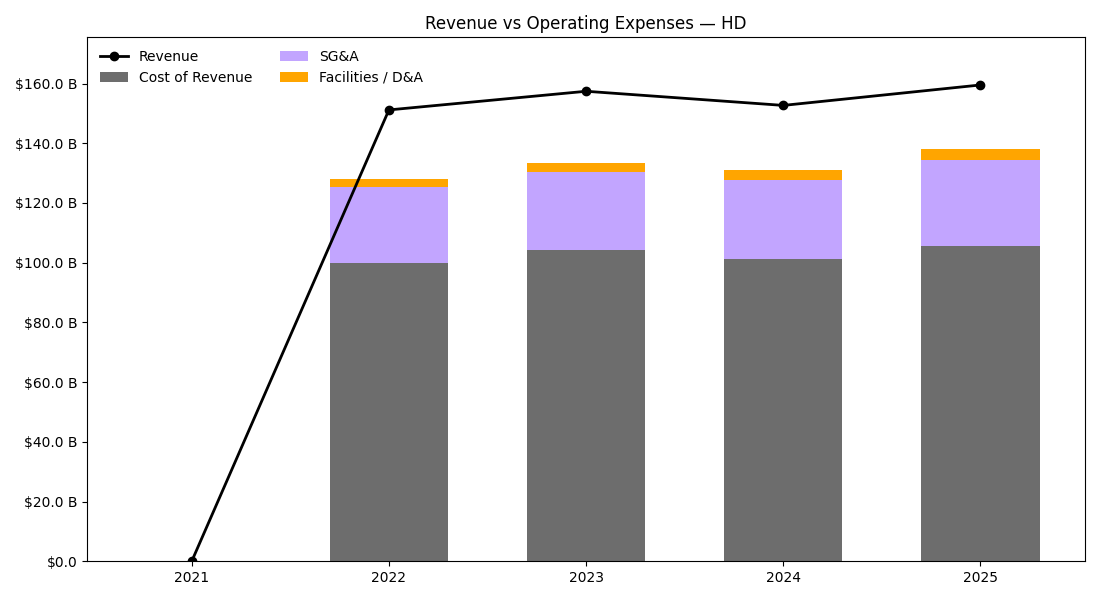 Revenue vs Operating Expenses — HD
Revenue
Cost of Revenue
SG&A
Facilities / D&A
$160.0 B
$140.0 B
$120.0 B
$100.0 B
$80.0 B
$60.0 B
$40.0 B
$20.0 B
$0.0
2021 2022 2023 2024 2025